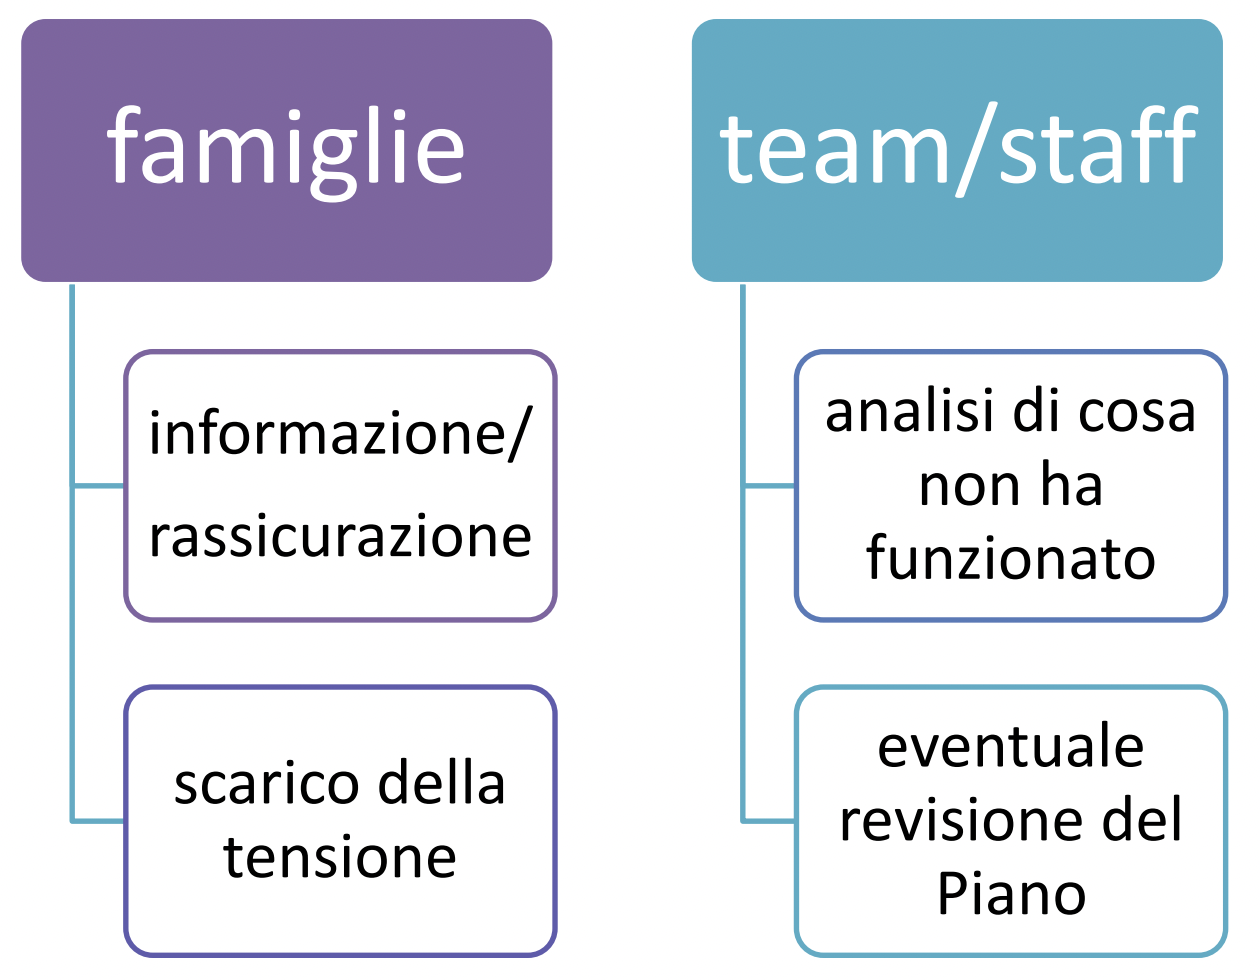 famiglie
informazione/
rassicurazione
scarico della
tensione
team/staff
analisi di cosa
non ha
funzionato
eventuale
revisione del
Piano